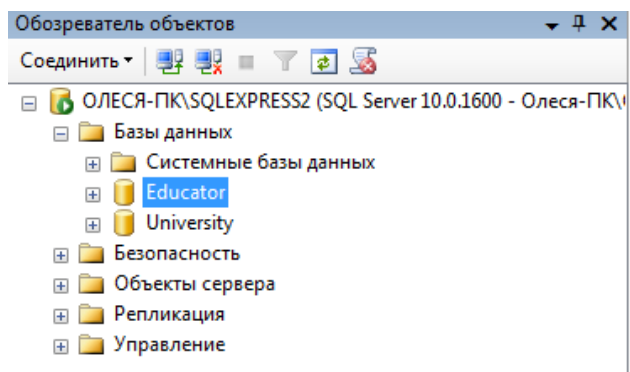 Обозреватель объектов
Соединить
ОЛЕСЯ-ПК\SQLEXPRESS2 (SQL Server 10.0.1600 - Олеся-ПК\
Базы данных
Системные базы данных
Educator
University
Безопасность
Объекты сервера
Репликация
Управление